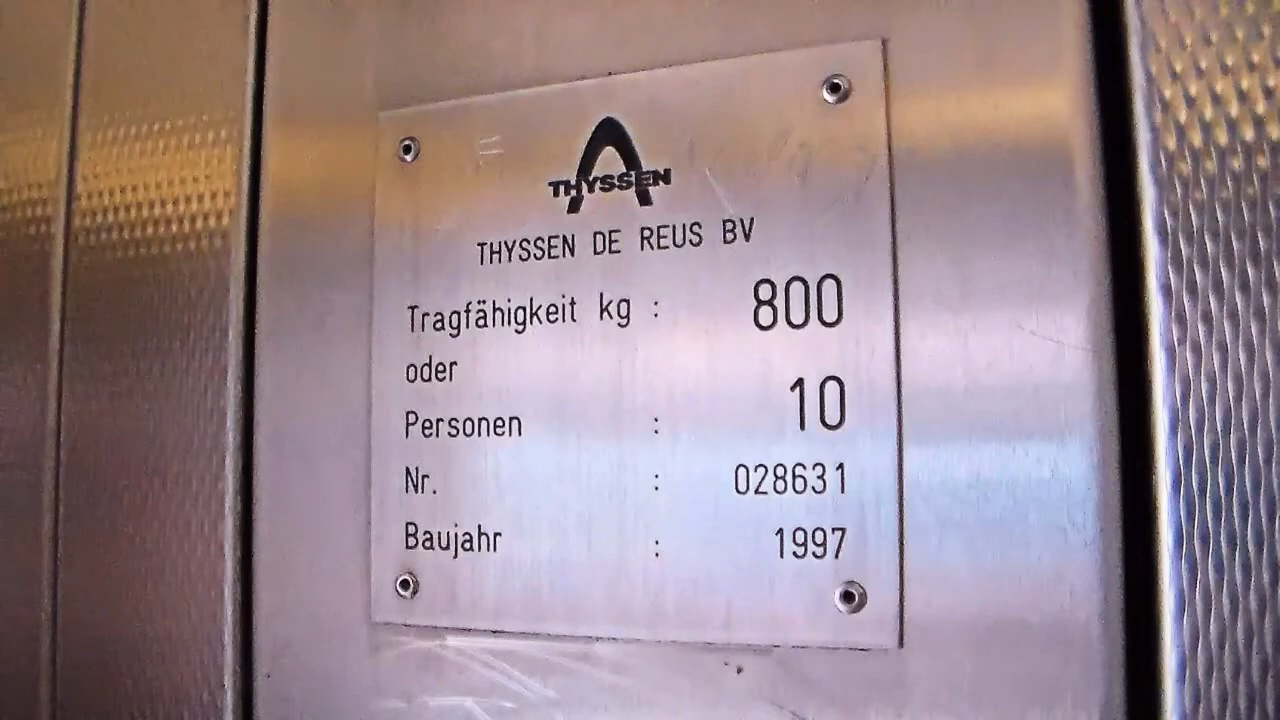 THYSSEN
THYSSEN DE REUS BV
Tragfähigkeit kg : 800
oder
Personen : 10
Nr. : 028631
Baujahr : 1997